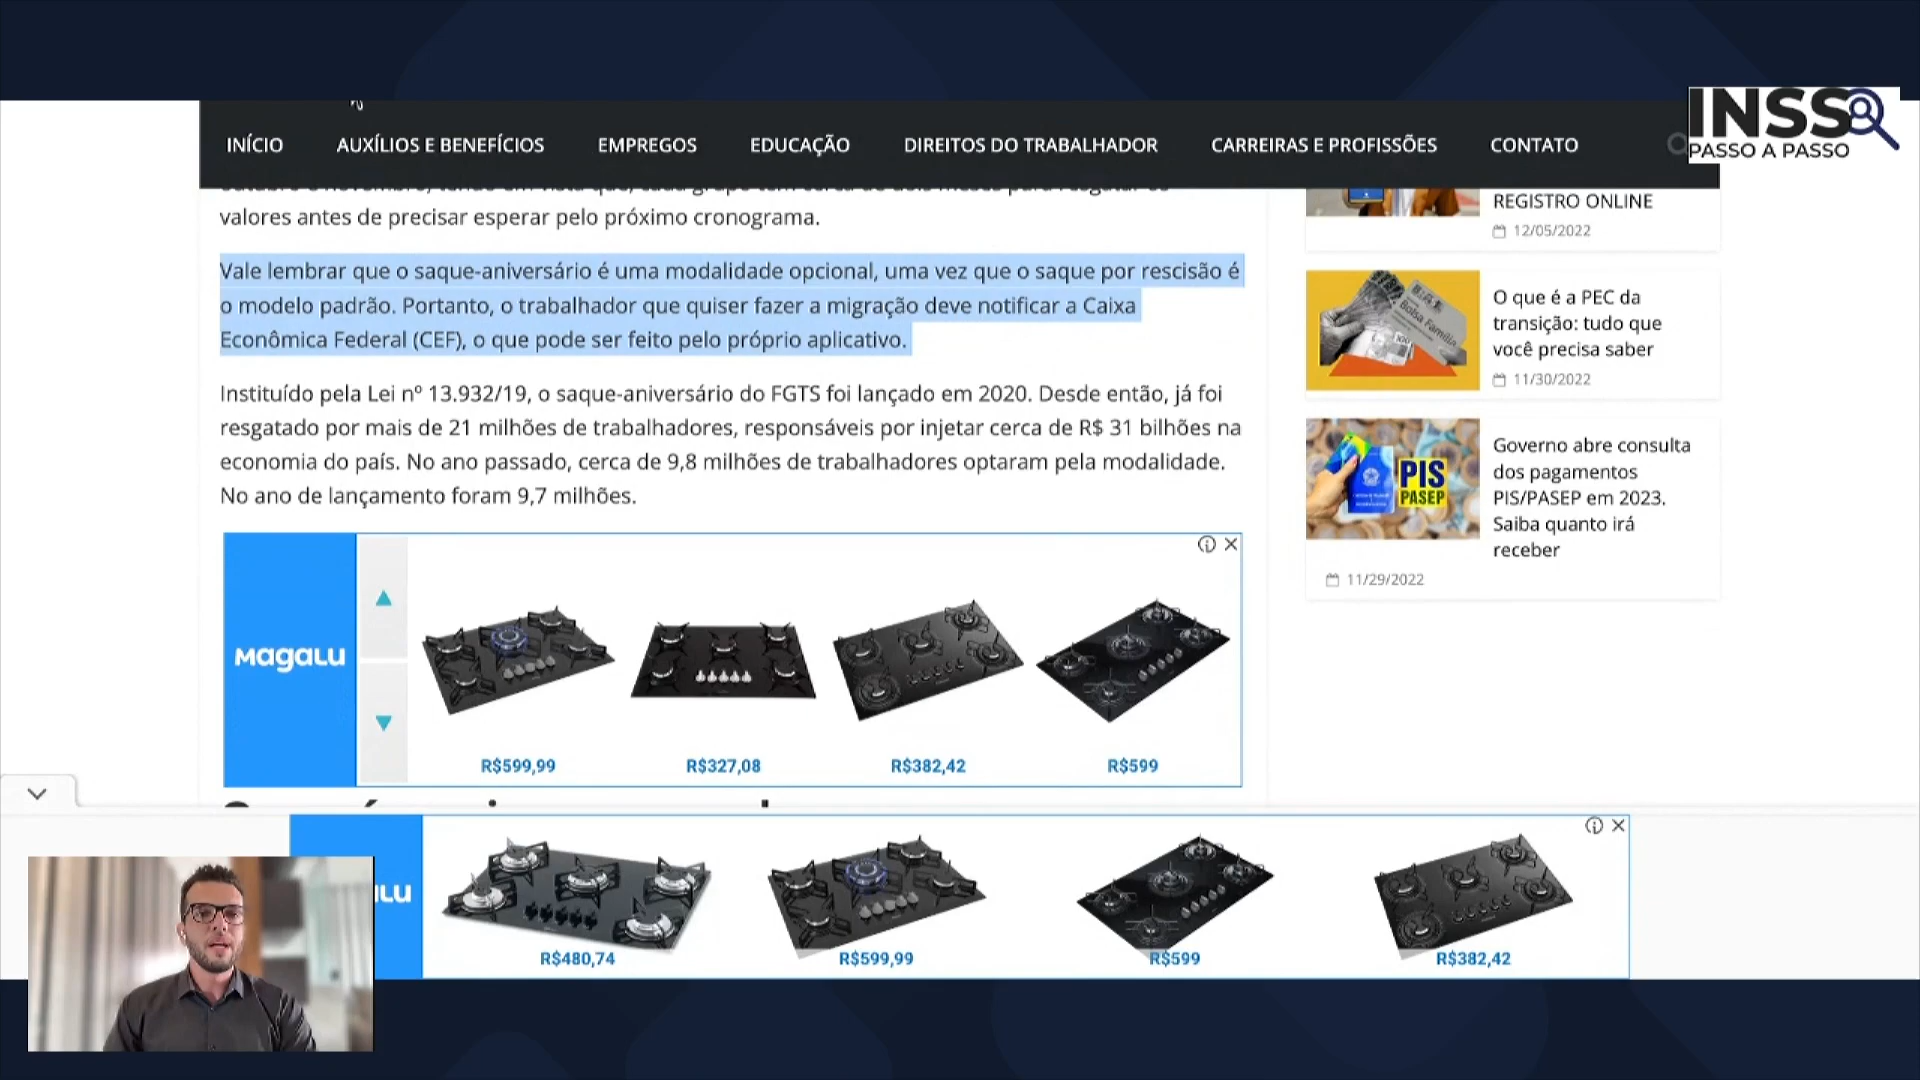 INSS
PASSO A PASSO
INÍCIO AUXÍLIOS E BENEFÍCIOS EMPREGOS EDUCAÇÃO DIREITOS DO TRABALHADOR CARREIRAS E PROFISSÕES CONTATO
valores antes de precisar esperar pelo próximo cronograma.
Vale lembrar que o saque-aniversário é uma modalidade opcional, uma vez que o saque por rescisão é
o modelo padrão. Portanto, o trabalhador que quiser fazer a migração deve notificar a Caixa
Econômica Federal (CEF), o que pode ser feito pelo próprio aplicativo.
Instituído pela Lei nº 13.932/19, o saque-aniversário do FGTS foi lançado em 2020. Desde então, já foi
resgatado por mais de 21 milhões de trabalhadores, responsáveis por injetar cerca de R$ 31 bilhões na
economia do país. No ano passado, cerca de 9,8 milhões de trabalhadores optaram pela modalidade.
No ano de lançamento foram 9,7 milhões.
REGISTRO ONLINE
12/05/2022
Bolsa Família
O que é a PEC da
transição: tudo que
você precisa saber
11/30/2022
PIS
PASEP
Governo abre consulta
dos pagamentos
PIS/PASEP em 2023.
Saiba quanto irá
receber
11/29/2022
MagaLu
R$599,99 R$327,08 R$382,42 R$599
LU
R$480,74 R$599,99 R$599 R$382,42